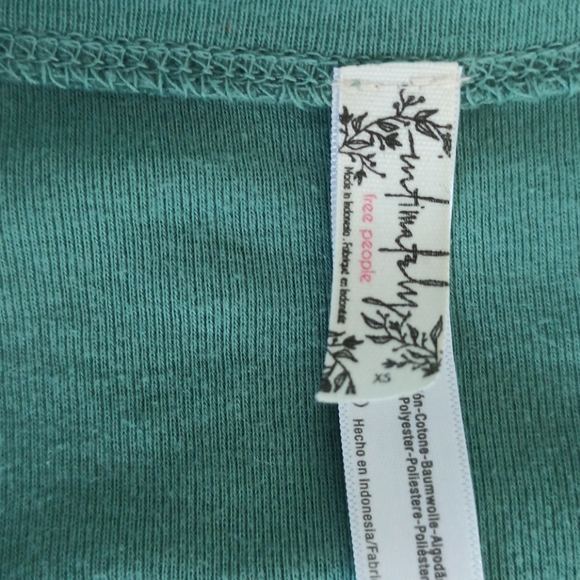 intimately
free people
Made in Indonesia . Fabriqué en Indonésie
XS
ón-Cotone-Baumwolle-Algodã
Polyester-Poliestere-Poliéster
Hecho en Indonesia/Fabri